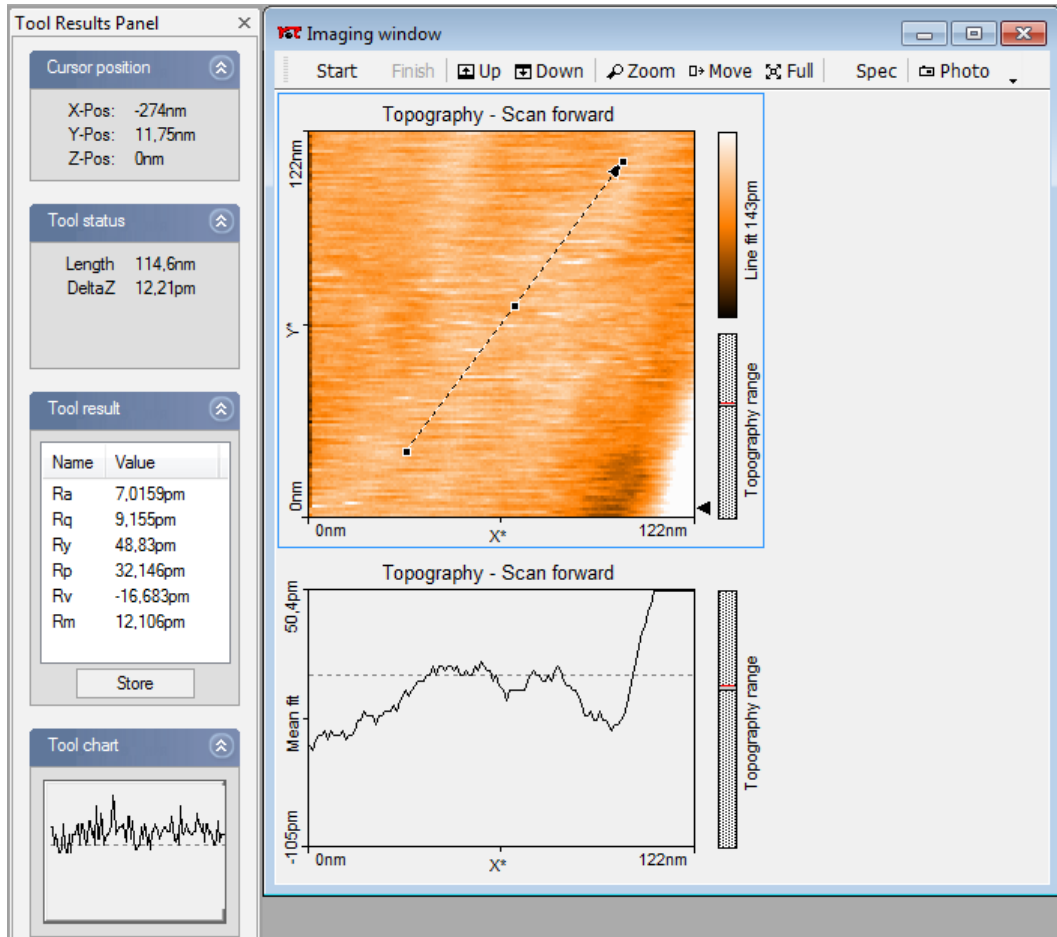 Tool Results Panel
Cursor position
X-Pos: -274nm
Y-Pos: 11,75nm
Z-Pos: 0nm
Tool status
Length 114,6nm
DeltaZ 12,21pm
Tool result
Name Value
Ra 7,0159pm
Rq 9,155pm
Ry 48,83pm
Rp 32,146pm
Rv -16,683pm
Rm 12,106pm
Store
Tool chart
Imaging window
Start Finish Up Down Zoom Move Full Spec Photo
Topography - Scan forward
122nm
Y*
0nm
0nm X* 122nm
Line fit 143pm
Topography range
Topography - Scan forward
50,4pm
Mean fit
-105pm
0nm X* 122nm
Topography range